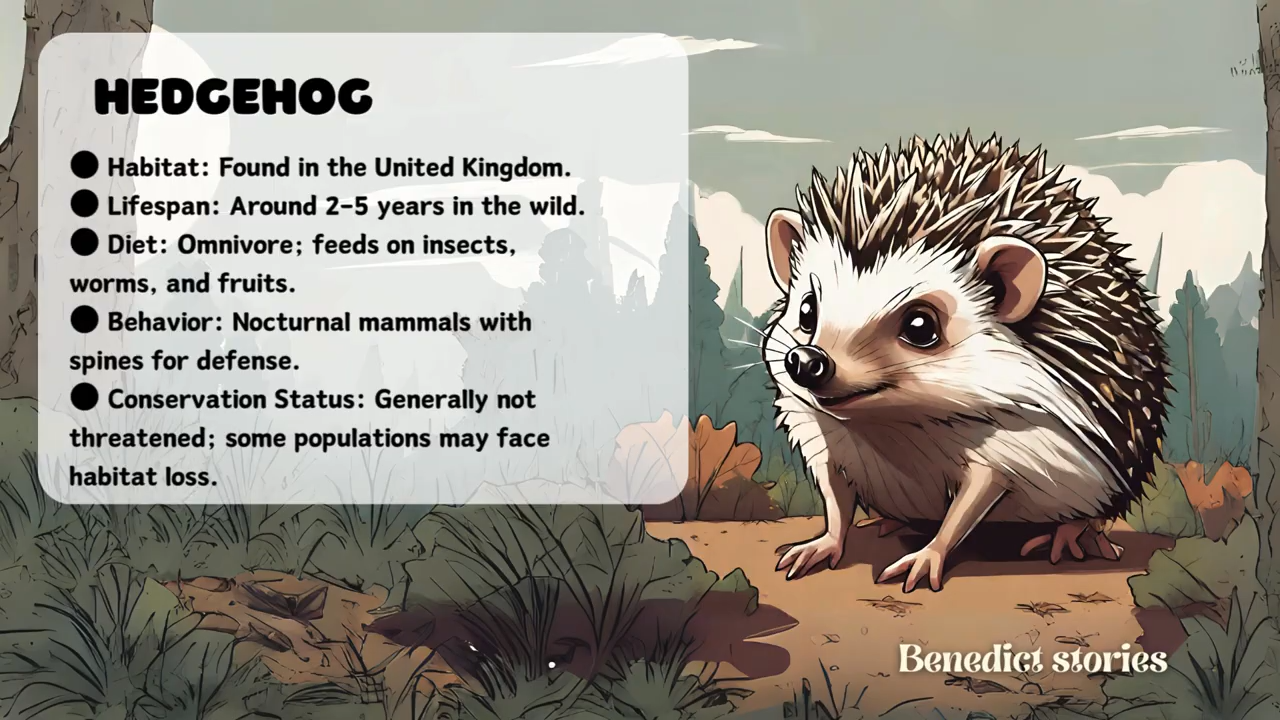 HEDGEHOG
● Habitat: Found in the United Kingdom.
● Lifespan: Around 2-5 years in the wild.
● Diet: Omnivore; feeds on insects,
worms, and fruits.
● Behavior: Nocturnal mammals with
spines for defense.
● Conservation Status: Generally not
threatened; some populations may face
habitat loss.
Benedict stories